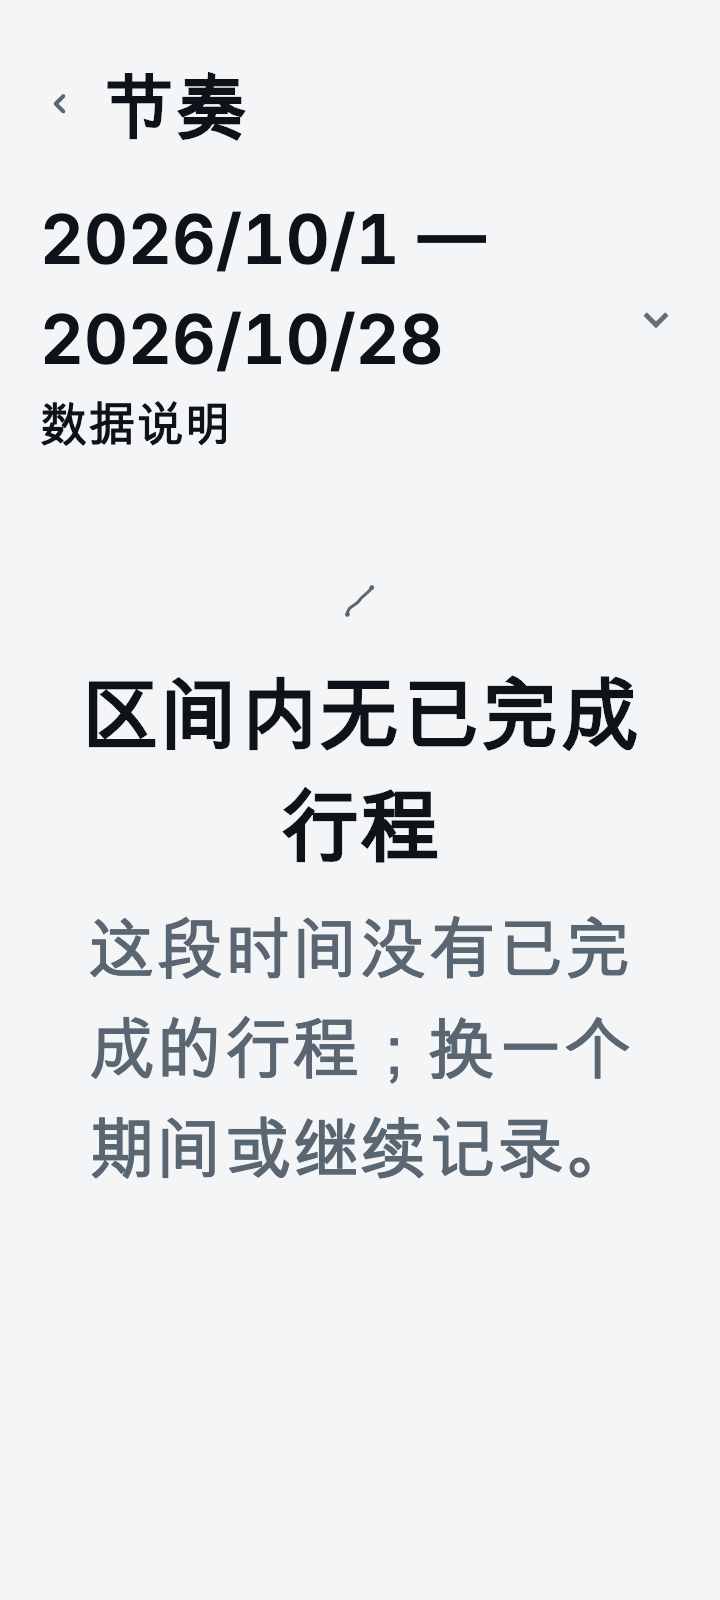 节奏
2026/10/1 —
2026/10/28
数据说明
区间内无已完成
行程
这段时间没有已完
成的行程；换一个
期间或继续记录。